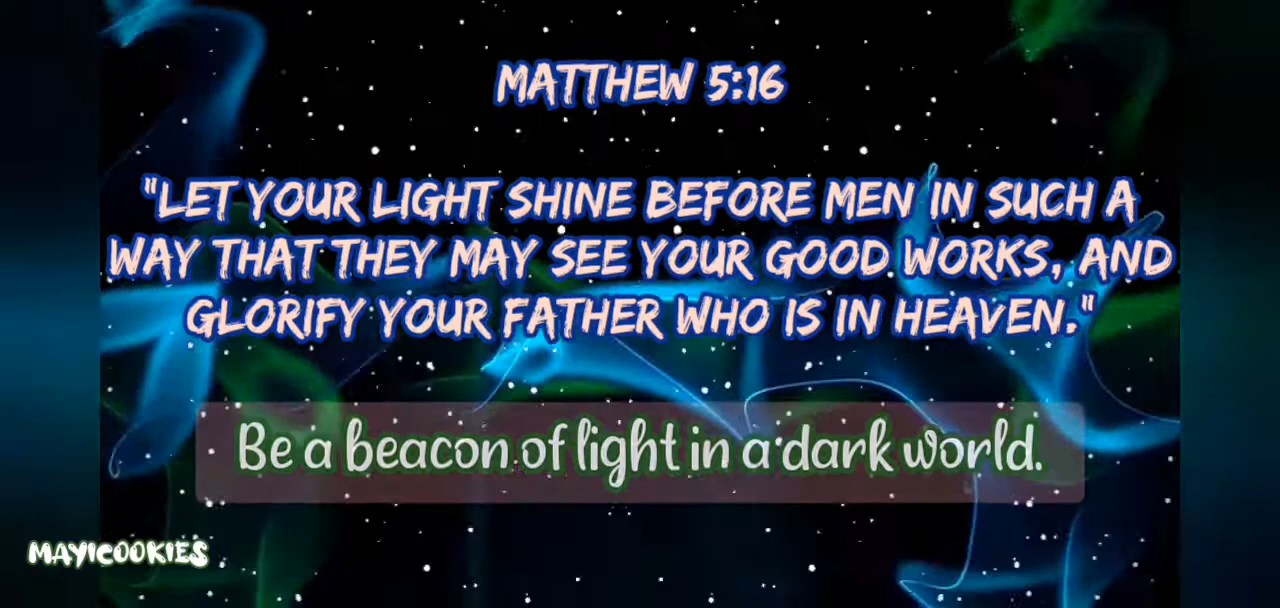 MATTHEW 5:16
"LET YOUR LIGHT SHINE BEFORE MEN IN SUCH A
WAY THAT THEY MAY SEE YOUR GOOD WORKS, AND
GLORIFY YOUR FATHER WHO IS IN HEAVEN."
Be a beacon of light in a dark world.
MAYICOOKIES